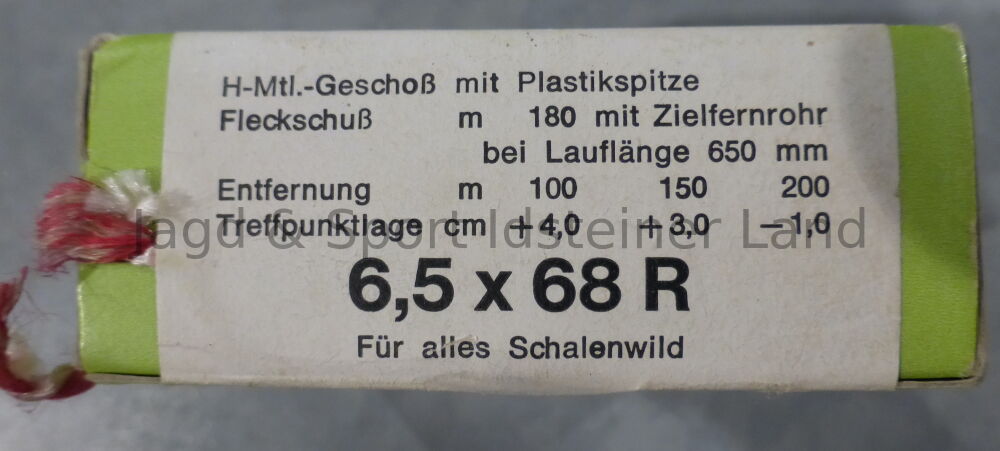 H-Mtl.-Geschoß mit Plastikspitze
Fleckschuß m 180 mit Zielfernrohr
bei Lauflänge 650 mm
Entfernung m 100 150 200
Treffpunktlage cm +4,0 +3,0 –1,0
Jagd & Sport Idsteiner Land
6,5 x 68 R
Für alles Schalenwild